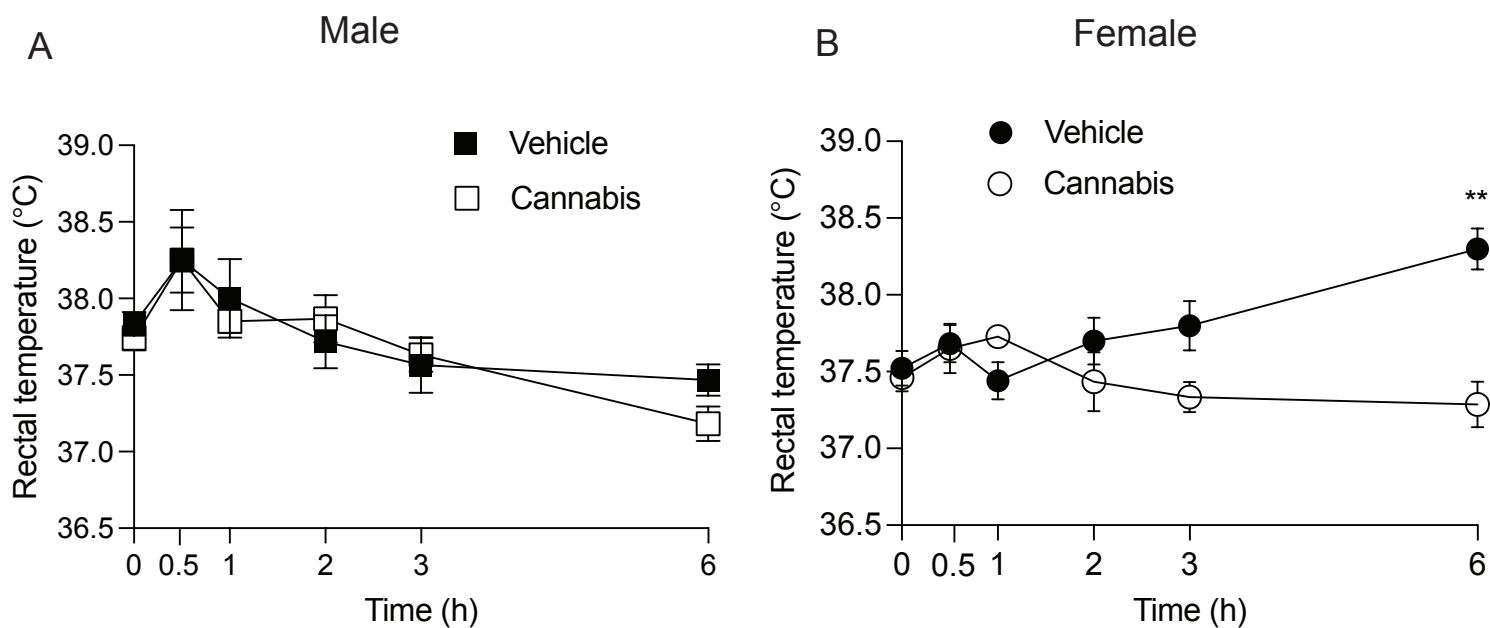 A
Male
Vehicle
Cannabis
39.0
38.5
38.0
37.5
37.0
36.5
Rectal temperature (°C)
0 0.5 1 2 3 6
Time (h)
B
Female
Vehicle
Cannabis
39.0
38.5
38.0
37.5
37.0
36.5
Rectal temperature (°C)
**
0 0.5 1 2 3 6
Time (h)